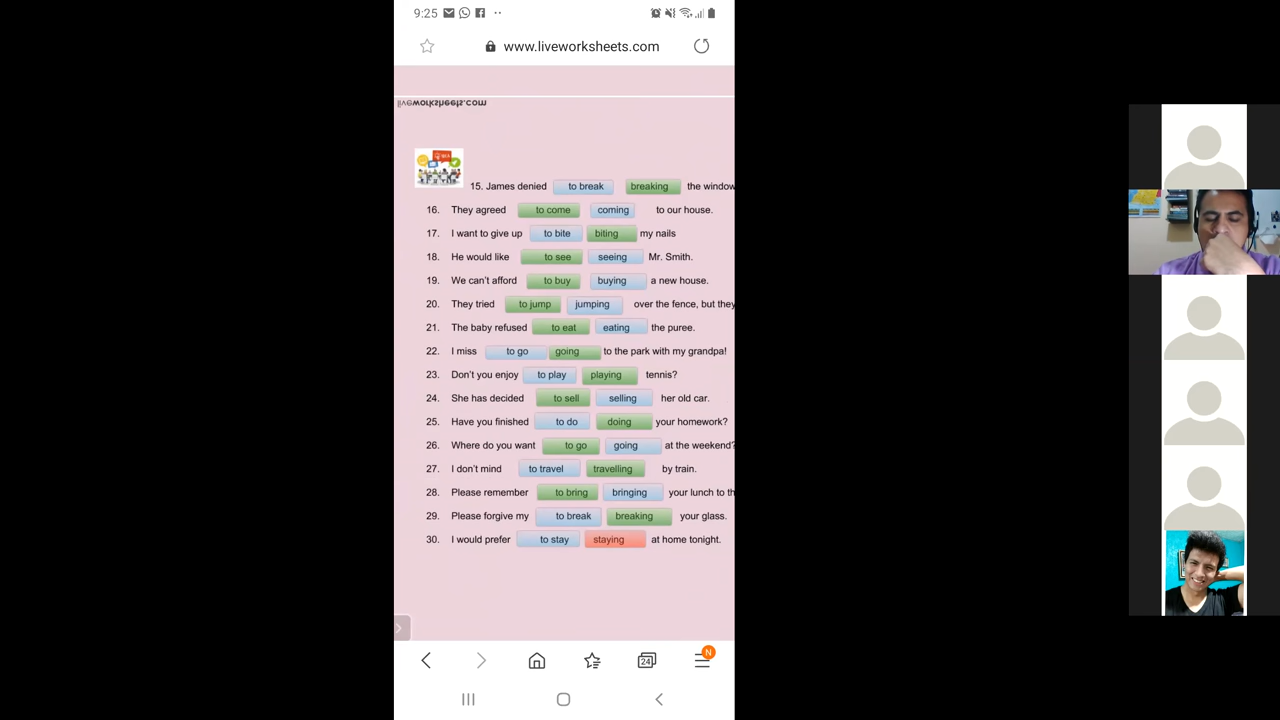 9:25
www.liveworksheets.com
liveworksheets.com
15. James denied to break breaking the window
16. They agreed to come coming to our house.
17. I want to give up to bite biting my nails
18. He would like to see seeing Mr. Smith.
19. We can't afford to buy buying a new house.
20. They tried to jump jumping over the fence, but they
21. The baby refused to eat eating the puree.
22. I miss to go going to the park with my grandpa!
23. Don't you enjoy to play playing tennis?
24. She has decided to sell selling her old car.
25. Have you finished to do doing your homework?
26. Where do you want to go going at the weekend?
27. I don't mind to travel travelling by train.
28. Please remember to bring bringing your lunch to th
29. Please forgive my to break breaking your glass.
30. I would prefer to stay staying at home tonight.
24
N